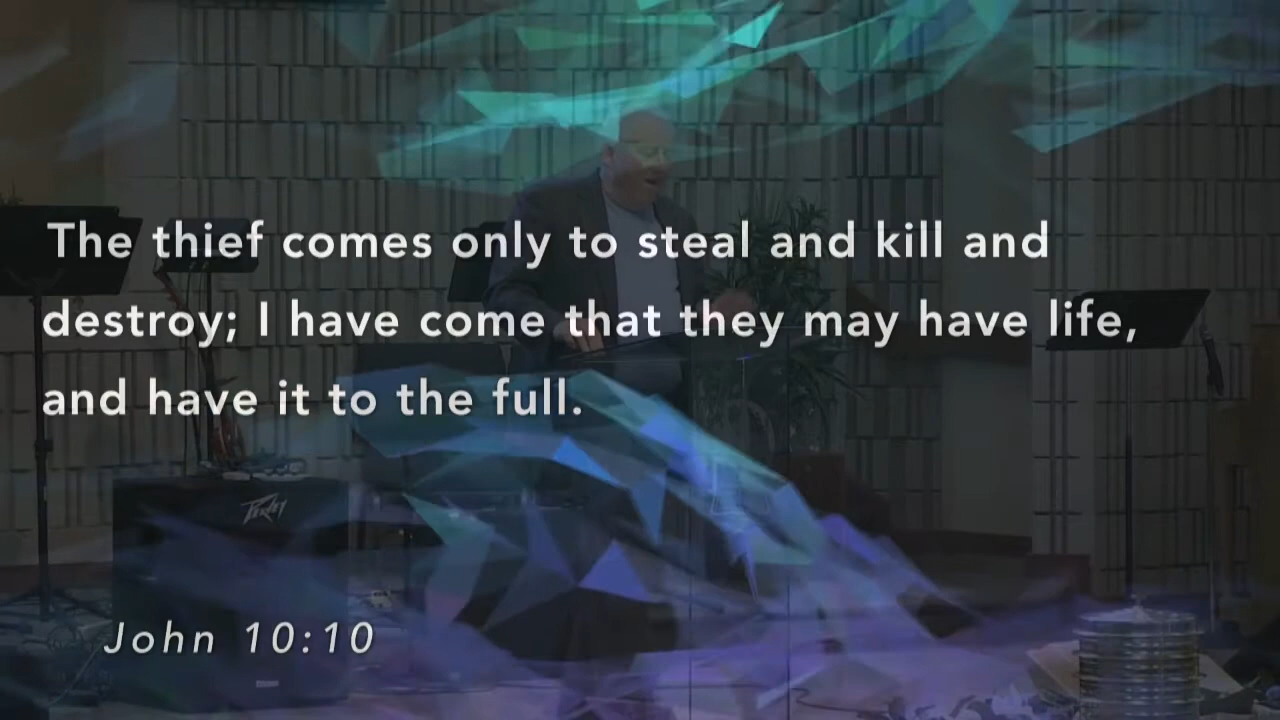 The thief comes only to steal and kill and
destroy; I have come that they may have life,
and have it to the full.
PEAVEY
John 10:10